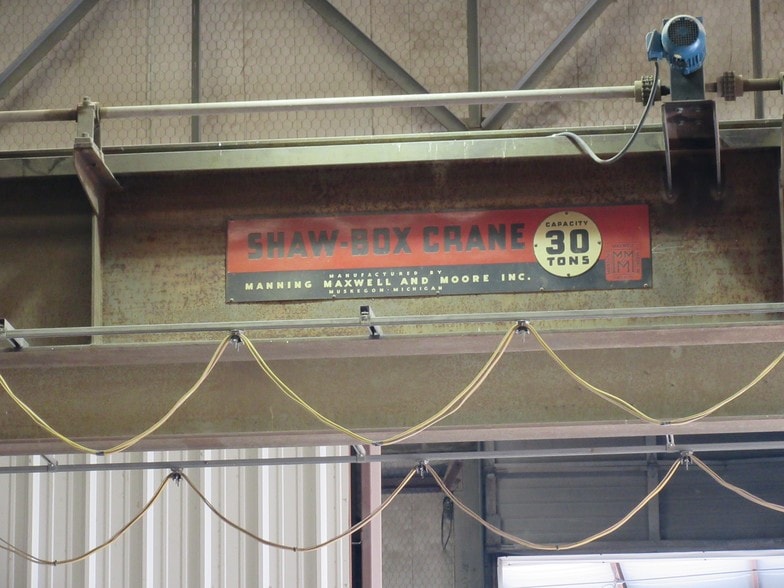 SHAW-BOX CRANE
MANUFACTURED BY
MANNING MAXWELL AND MOORE INC.
MUSKEGON · MICHIGAN
CAPACITY
30
TONS
MM
M